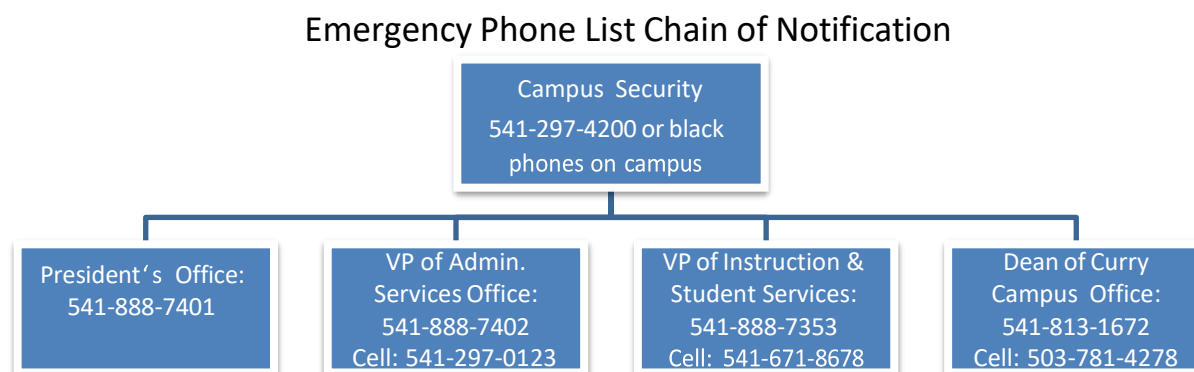 Emergency Phone List Chain of Notification
Campus Security
541-297-4200 or black
phones on campus
President‘s Office:
541-888-7401
VP of Admin.
Services Office:
541-888-7402
Cell: 541-297-0123
VP of Instruction &
Student Services:
541-888-7353
Cell: 541-671-8678
Dean of Curry
Campus Office:
541-813-1672
Cell: 503-781-4278